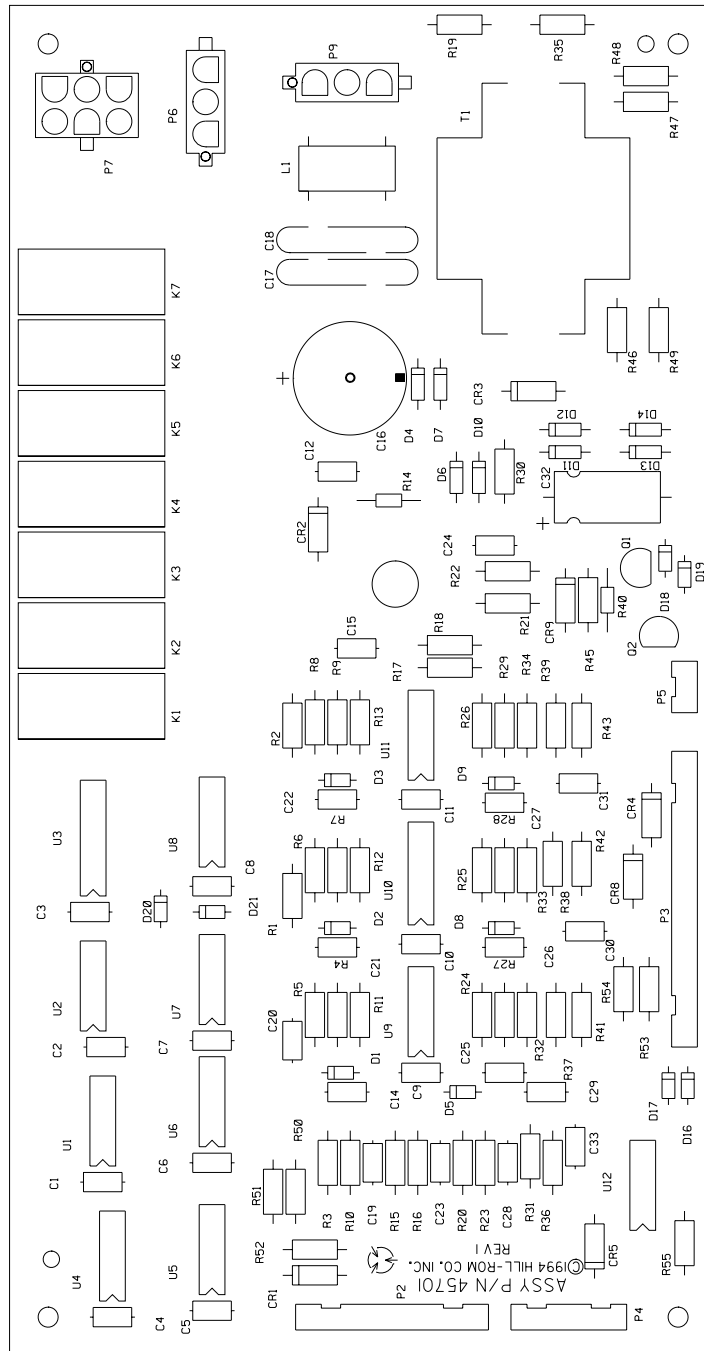 R19
R35
P9
R48
T1
R47
P6
P7
L1
C18
C17
K7
R46
R49
K6
CR3
D12
D14
K5
C16
D4
D7
D10
C12
D6
R30
D11
C32
D13
R14
K4
CR2
C24
Q1
K3
R22
D19
R40
D18
R21
CR9
C15
R18
Q2
K2
R8
R9
R17
R29
R34
R39
R45
P5
K1
R2
R13
R26
R43
U11
D3
D9
C22
R7
C11
R28
C27
C31
CR4
U3
U8
R6
R12
R42
C8
U10
R25
R33
R38
CR8
C3
D20
D21
R1
D2
D8
P3
R4
C21
C10
R27
C26
C30
U2
U7
R5
R11
R24
R54
C20
U9
R41
C2
C7
C25
R32
R53
D1
R37
C14
C9
D5
C29
D17
D16
U1
U6
R50
C33
C1
C6
R51
U12
R3
R10
C19
R15
R16
C23
R20
R23
C28
R31
R36
R52
CR5
R55
U4
U5
CR1
C4
C5
P2
P4
ASSY P/N 45701
©1994 HILL-ROM CO. INC.
REV 1